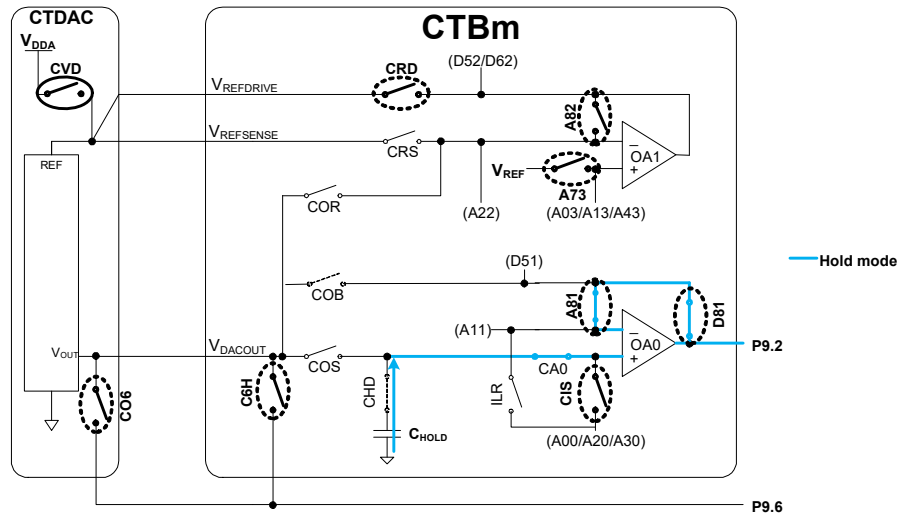 CTDAC
CTBm
VDDA
CVD
CRD
(D52/D62)
VREFDRIVE
A82
VREFSENSE
CRS
REF
OA1
VREF
A73
(A22)
(A03/A13/A43)
COR
Hold mode
(D51)
COB
A81
D81
(A11)
OA0
VOUT
VDACOUT
COS
CA0
P9.2
CO6
C6H
CHD
ILR
CIS
CHOLD
(A00/A20/A30)
P9.6